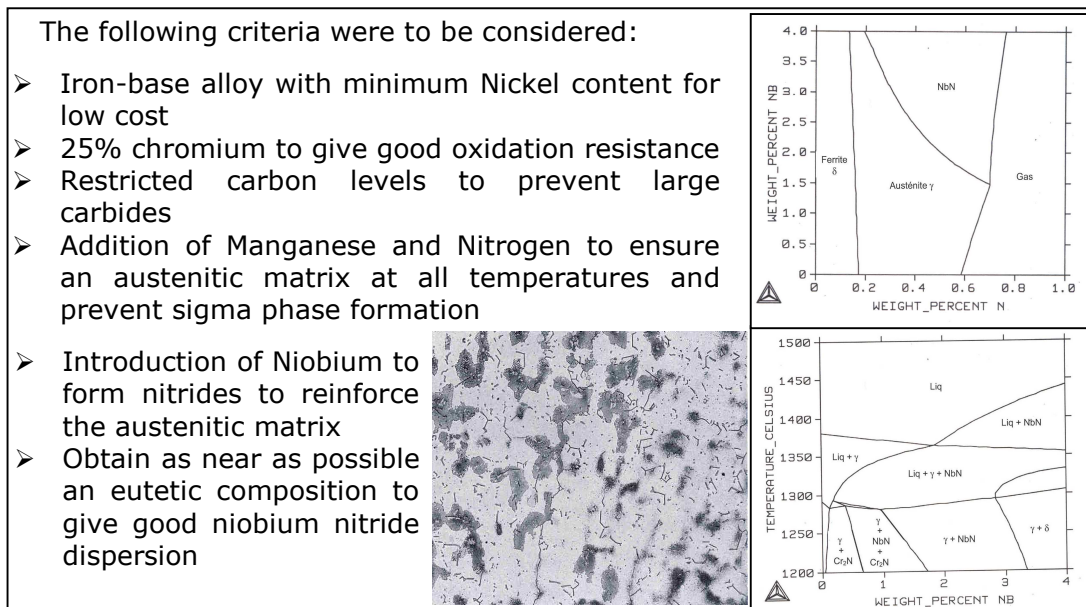 The following criteria were to be considered:
➢ Iron-base alloy with minimum Nickel content for
low cost
➢ 25% chromium to give good oxidation resistance
➢ Restricted carbon levels to prevent large
carbides
➢ Addition of Manganese and Nitrogen to ensure
an austenitic matrix at all temperatures and
prevent sigma phase formation
➢ Introduction of Niobium to
form nitrides to reinforce
the austenitic matrix
➢ Obtain as near as possible
an eutetic composition to
give good niobium nitride
dispersion
WEIGHT_PERCENT NB
4.0
3.5
3.0
2.5
2.0
1.5
1.0
0.5
0
NbN
Ferrite
δ
Austénite γ
Gas
0 0.2 0.4 0.6 0.8 1.0
WEIGHT_PERCENT N
TEMPERATURE_CELSIUS
1500
1450
1400
1350
1300
1250
1200
Liq
Liq + NbN
Liq + γ
Liq + γ + NbN
γ
+
Cr₂N
γ
+
NbN
+
Cr₂N
γ + NbN
γ + δ
0 1 2 3 4
WEIGHT_PERCENT NB